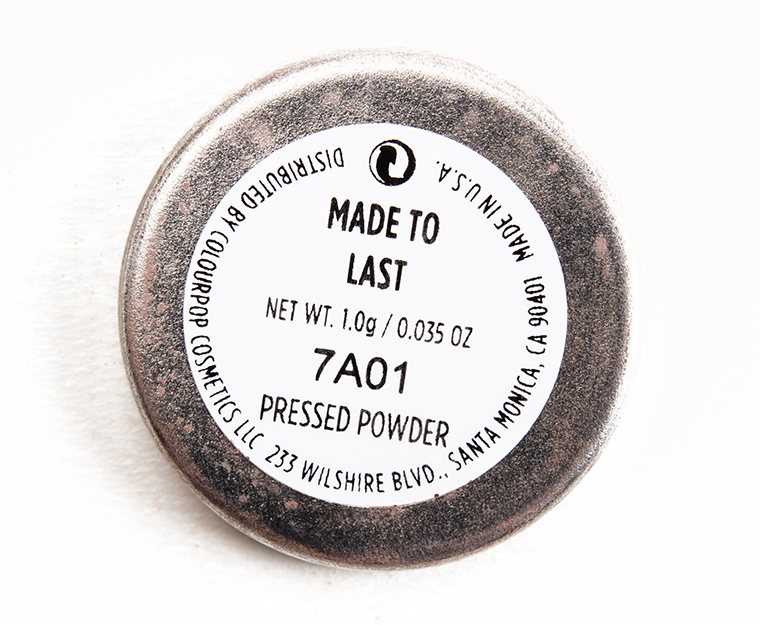 MADE TO
LAST
NET WT. 1.0g / 0.035 OZ
7A01
PRESSED POWDER
DISTRIBUTED BY COLOURPOP COSMETICS LLC 233 WILSHIRE BLVD., SANTA MONICA, CA 90401 MADE IN U.S.A.